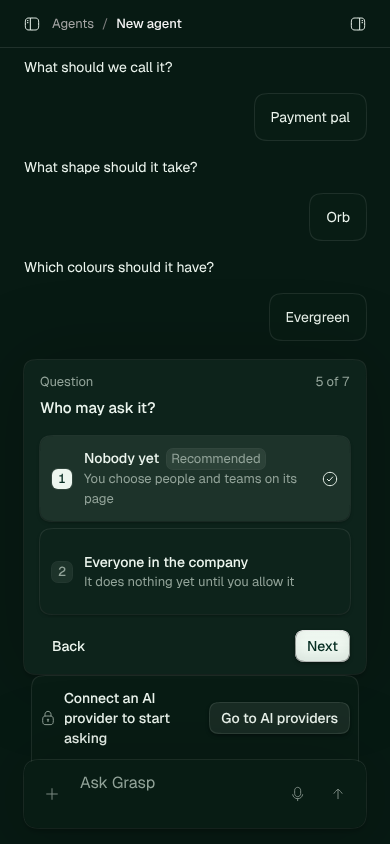 Agents / New agent
What should we call it?
Payment pal
What shape should it take?
Orb
Which colours should it have?
Evergreen
Question 5 of 7
Who may ask it?
1 Nobody yet Recommended
You choose people and teams on its
page
2 Everyone in the company
It does nothing yet until you allow it
Back Next
Connect an AI
provider to start
asking
Go to AI providers
Ask Grasp